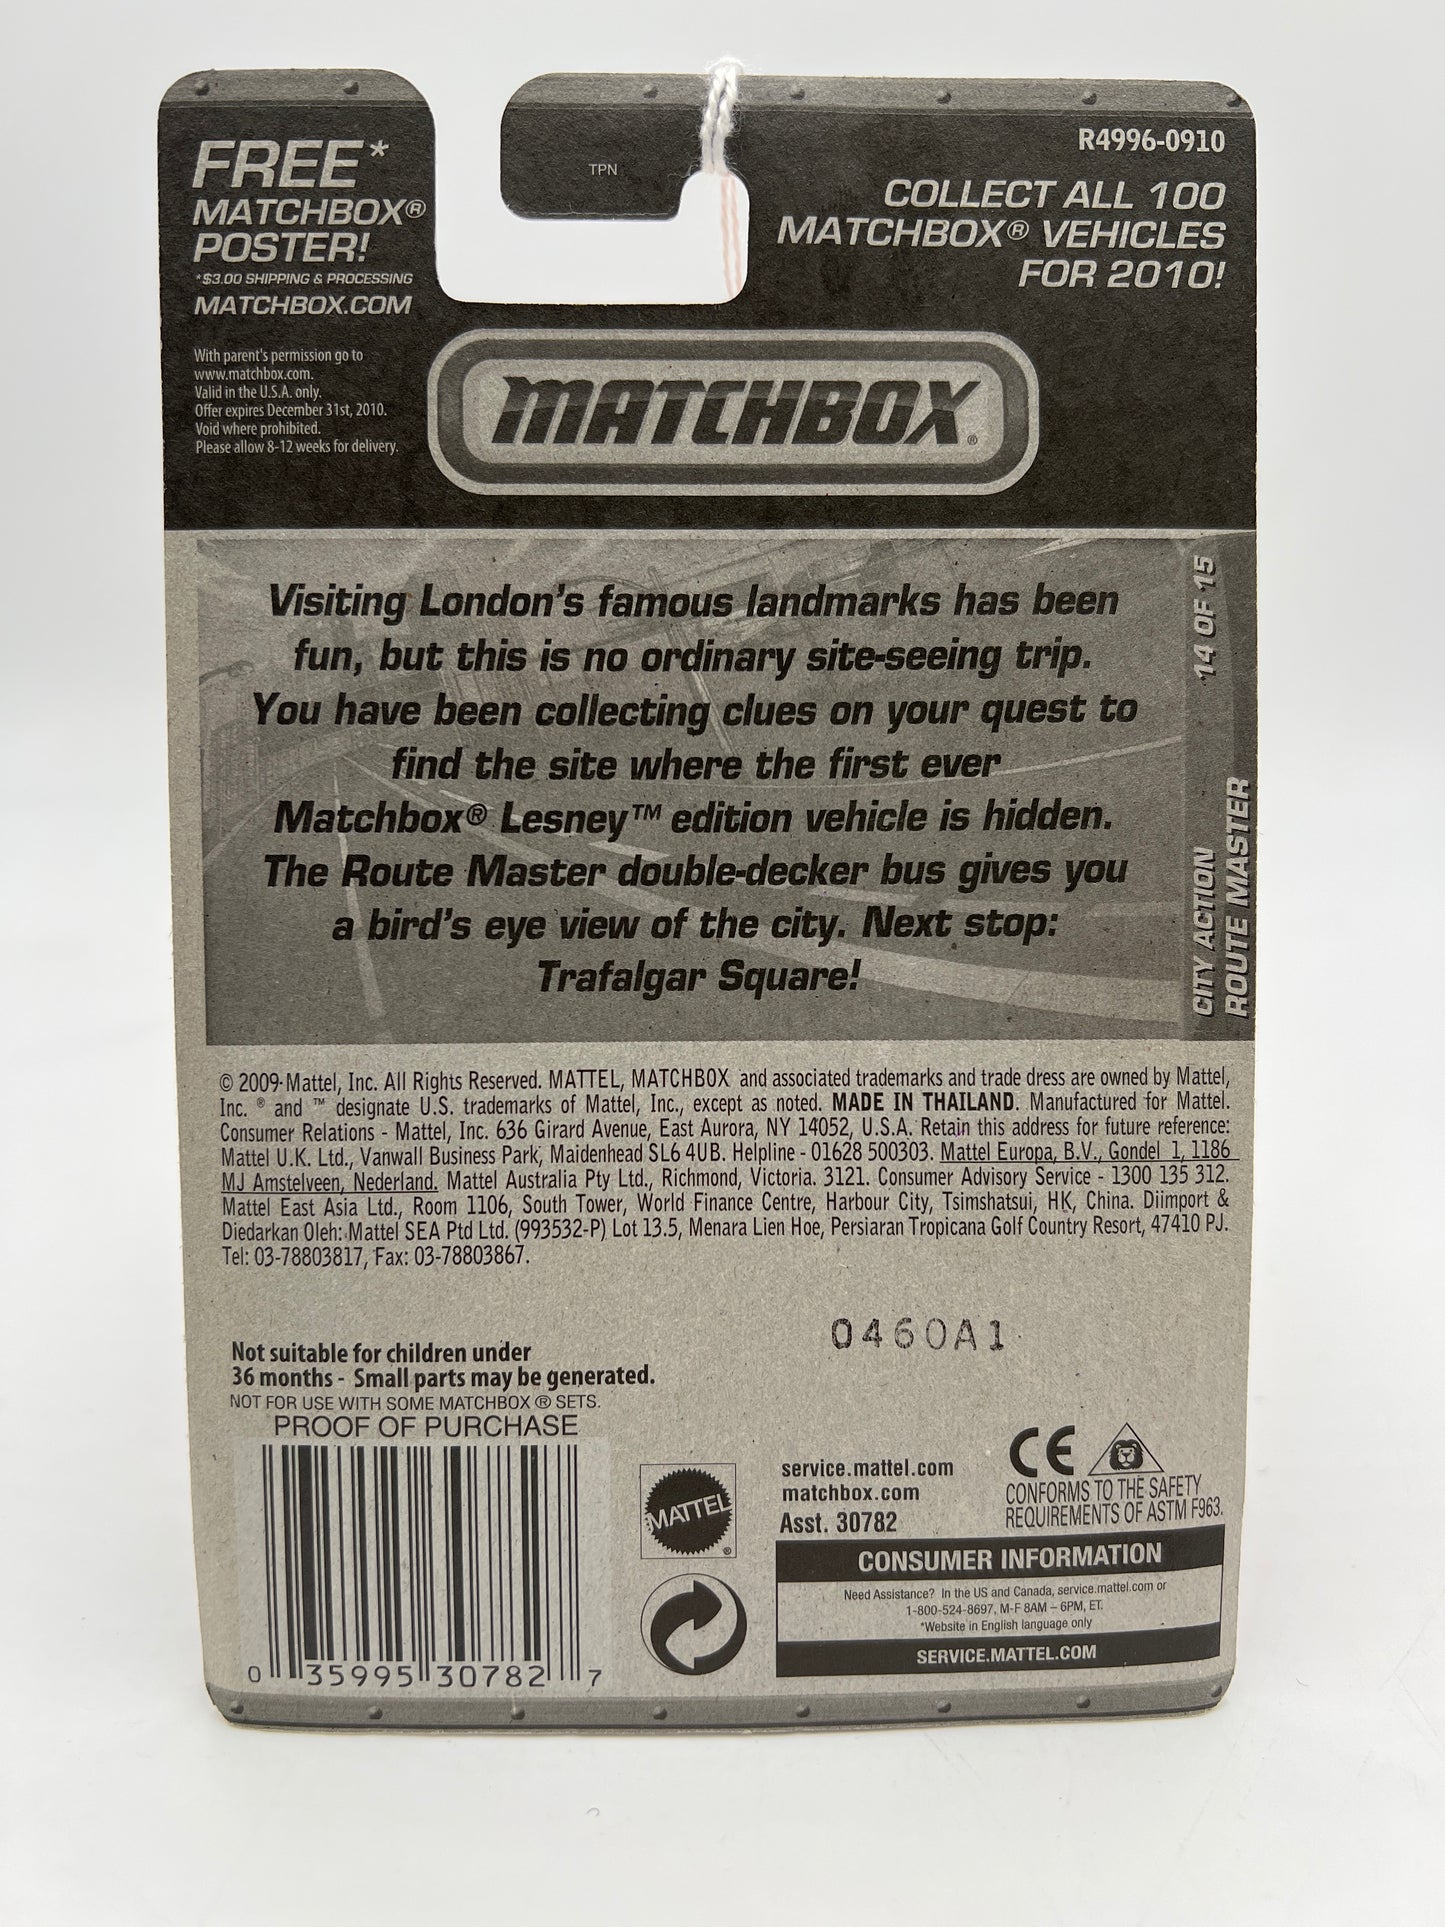 FREE*
MATCHBOX®
POSTER!
*$3.00 SHIPPING & PROCESSING
MATCHBOX.COM
With parent's permission go to
www.matchbox.com.
Valid in the U.S.A. only.
Offer expires December 31st, 2010.
Void where prohibited.
Please allow 8-12 weeks for delivery.
TPN
R4996-0910
COLLECT ALL 100
MATCHBOX® VEHICLES
FOR 2010!
MATCHBOX®
Visiting London's famous landmarks has been
fun, but this is no ordinary site-seeing trip.
You have been collecting clues on your quest to
find the site where the first ever
Matchbox® Lesney™ edition vehicle is hidden.
The Route Master double-decker bus gives you
a bird's eye view of the city. Next stop:
Trafalgar Square!
14 OF 15
CITY ACTION
ROUTE MASTER
© 2009 Mattel, Inc. All Rights Reserved. MATTEL, MATCHBOX and associated trademarks and trade dress are owned by Mattel,
Inc. ® and ™ designate U.S. trademarks of Mattel, Inc., except as noted. MADE IN THAILAND. Manufactured for Mattel.
Consumer Relations - Mattel, Inc. 636 Girard Avenue, East Aurora, NY 14052, U.S.A. Retain this address for future reference:
Mattel U.K. Ltd., Vanwall Business Park, Maidenhead SL6 4UB. Helpline - 01628 500303. Mattel Europa, B.V., Gondel 1, 1186
MJ Amstelveen, Nederland. Mattel Australia Pty Ltd., Richmond, Victoria. 3121. Consumer Advisory Service - 1300 135 312.
Mattel East Asia Ltd., Room 1106, South Tower, World Finance Centre, Harbour City, Tsimshatsui, HK, China. Diimport &
Diedarkan Oleh: Mattel SEA Ptd Ltd. (993532-P) Lot 13.5, Menara Lien Hoe, Persiaran Tropicana Golf Country Resort, 47410 PJ.
Tel: 03-78803817, Fax: 03-78803867.
0460A1
Not suitable for children under
36 months - Small parts may be generated.
NOT FOR USE WITH SOME MATCHBOX ® SETS.
PROOF OF PURCHASE
0 35995 30782 7
MATTEL®
service.mattel.com
matchbox.com
Asst. 30782
CE
CONFORMS TO THE SAFETY
REQUIREMENTS OF ASTM F963.
CONSUMER INFORMATION
Need Assistance? In the US and Canada, service.mattel.com or
1-800-524-8697, M-F 8AM – 6PM, ET.
*Website in English language only
SERVICE.MATTEL.COM